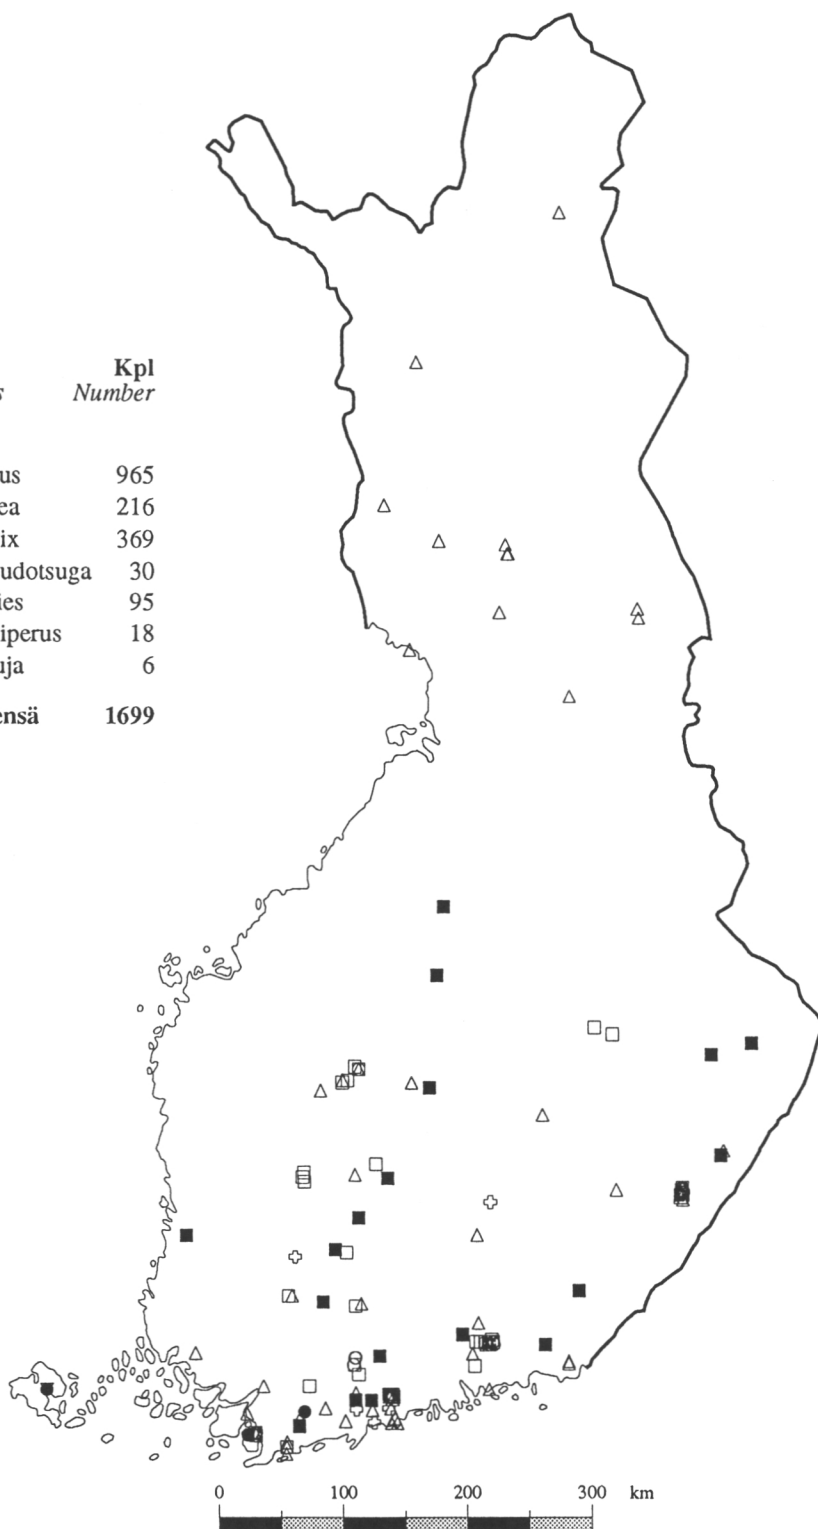 Kpl
s Number
us 965
ea 216
ix 369
udotsuga 30
ies 95
iperus 18
uja 6
ensä 1699
0 100 200 300 km